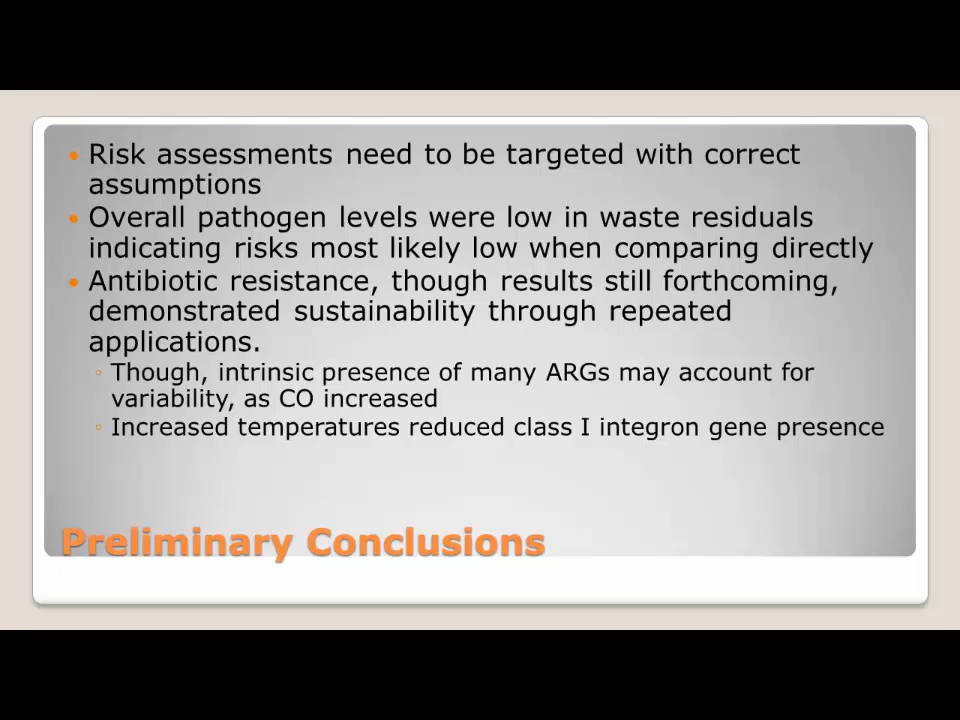 Risk assessments need to be targeted with correct
assumptions
Overall pathogen levels were low in waste residuals
indicating risks most likely low when comparing directly
Antibiotic resistance, though results still forthcoming,
demonstrated sustainability through repeated
applications.
Though, intrinsic presence of many ARGs may account for
variability, as CO increased
Increased temperatures reduced class I integron gene presence
Preliminary Conclusions